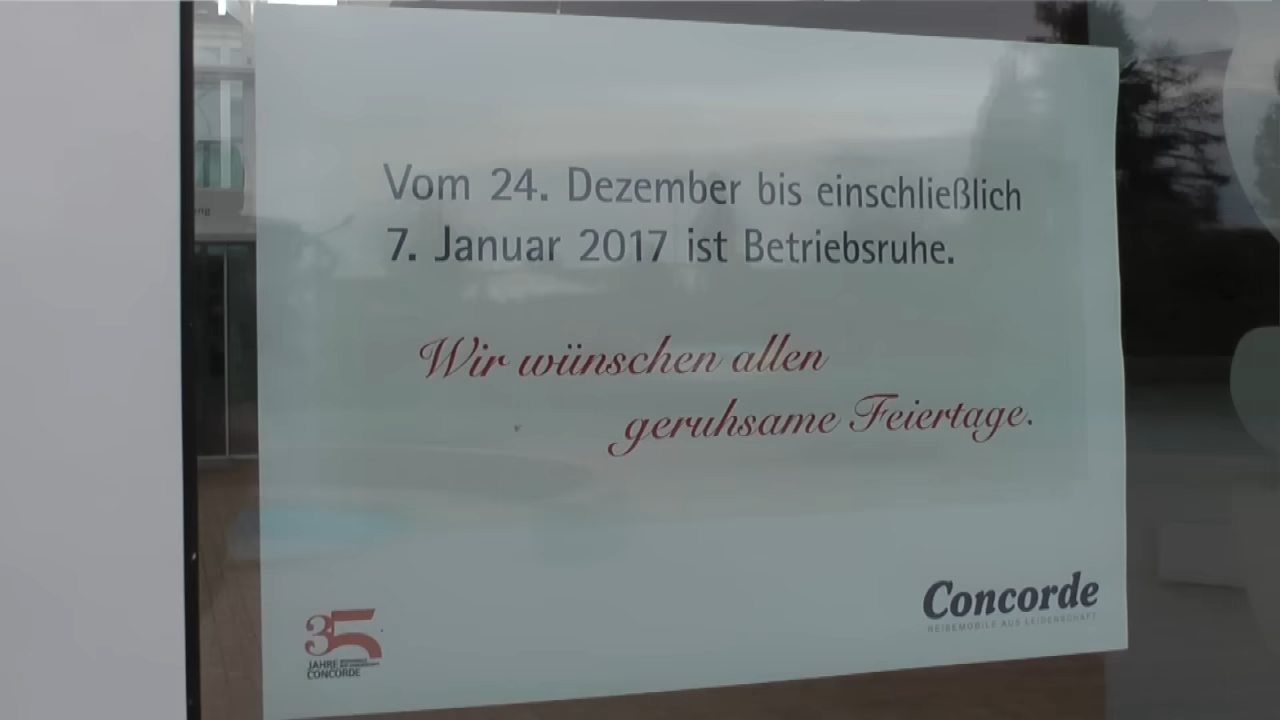 Vom 24. Dezember bis einschließlich
7. Januar 2017 ist Betriebsruhe.
Wir wünschen allen
geruhsame Feiertage.
Concorde
REISEMOBILE AUS LEIDENSCHAFT
35
JAHRE
CONCORDE